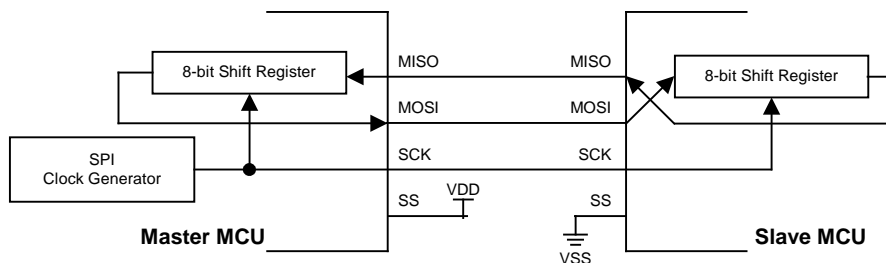 8-bit Shift Register
MISO
MISO
8-bit Shift Register
MOSI
MOSI
SPI
Clock Generator
SCK
SCK
VDD
SS
SS
VSS
Master MCU
Slave MCU